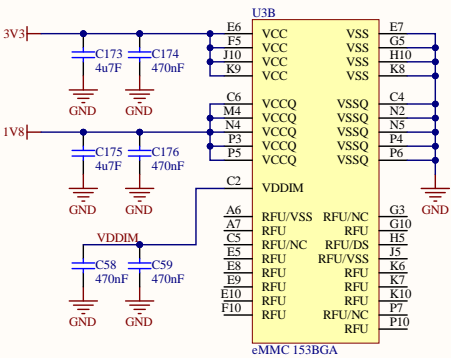 U3B
3V3
C173
4u7F
GND
C174
470nF
GND
E6 VCC VSS E7
F5 VCC VSS G5
J10 VCC VSS H10
K9 VCC VSS K8
C6 VCCQ VSSQ C4
M4 VCCQ VSSQ N2
N4 VCCQ VSSQ N5
P3 VCCQ VSSQ P4
P5 VCCQ VSSQ P6
1V8
C175
4u7F
GND
C176
470nF
GND
C2 VDDIM
GND
A6 RFU/VSS RFU/NC G3
A7 RFU RFU G10
C5 RFU/NC RFU/DS H5
E5 RFU RFU/VSS J5
E8 RFU RFU K6
E9 RFU RFU K7
E10 RFU RFU K10
F10 RFU RFU/NC P7
RFU P10
VDDIM
C58
470nF
GND
C59
470nF
GND
eMMC 153BGA